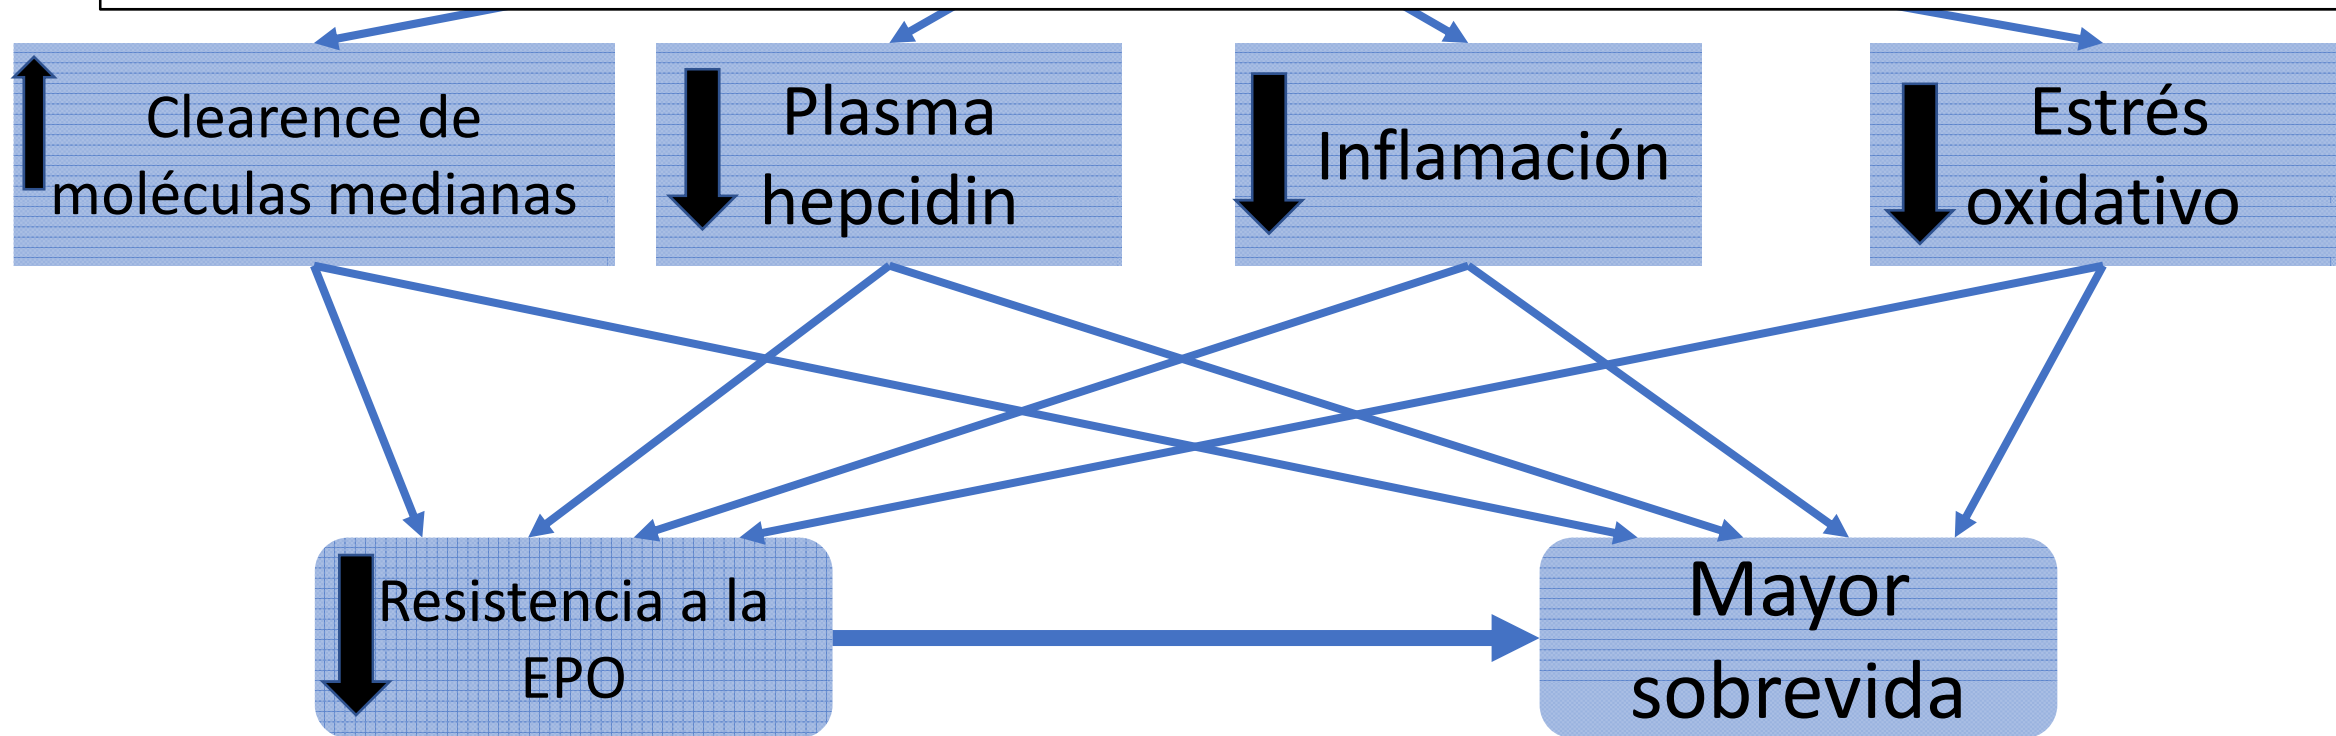 Clearence de
moléculas medianas
Plasma
hepcidin
Inflamación
Estrés
oxidativo
Resistencia a la
EPO
Mayor
sobrevida